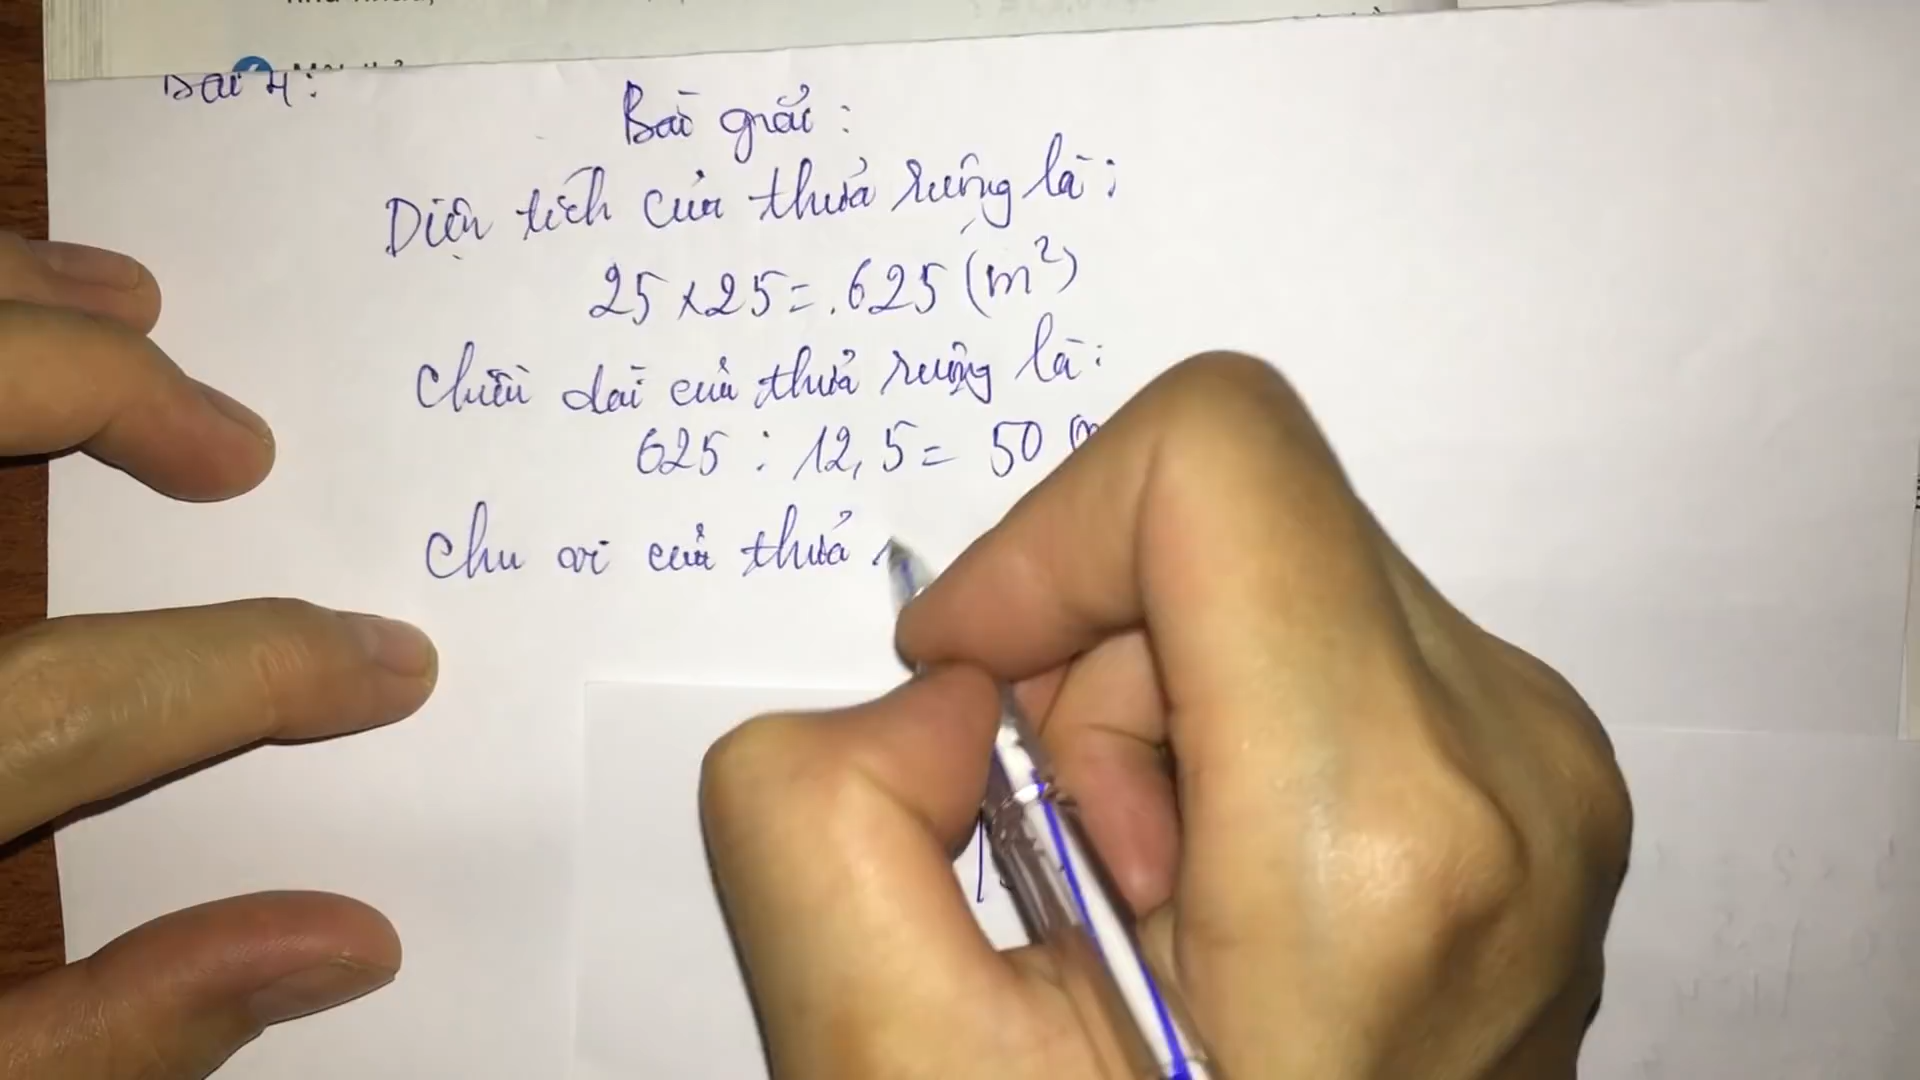 Bài 4:
Bài giải:
Diện tích của thửa ruộng là:
25 × 25 = 625 (m²)
Chiều dài của thửa ruộng là:
625 : 12,5 = 50 (m
Chu vi của thửa